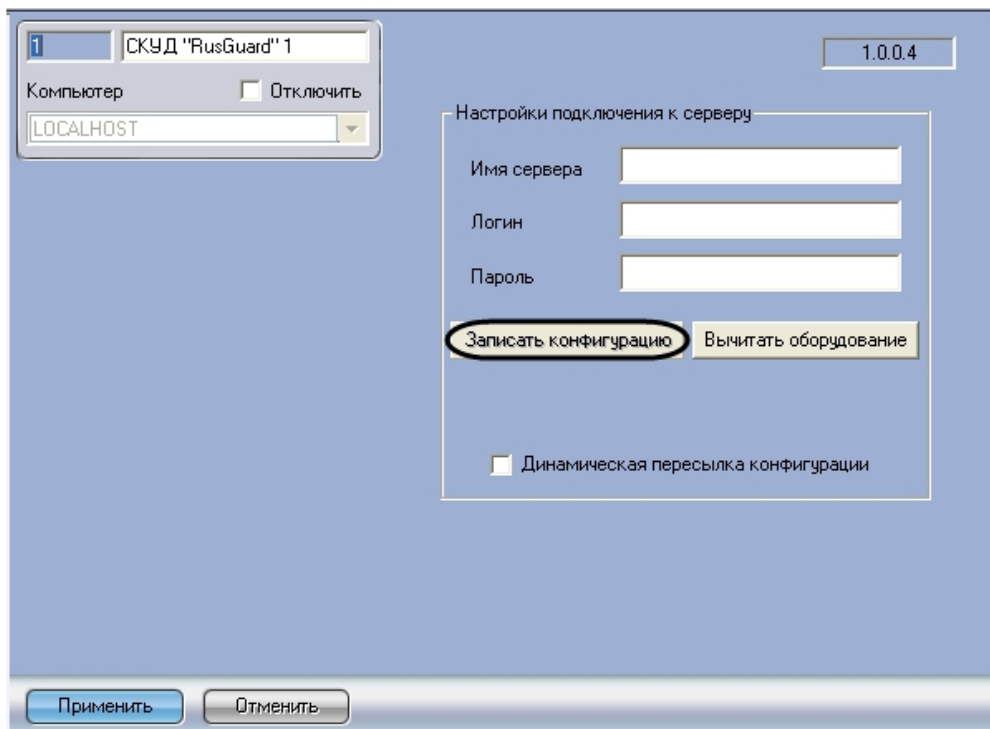 1 СКУД "RusGuard" 1
1.0.0.4
Компьютер Отключить
LOCALHOST
Настройки подключения к серверу
Имя сервера
Логин
Пароль
Записать конфигурацию Вычитать оборудование
Динамическая пересылка конфигурации
Применить Отменить